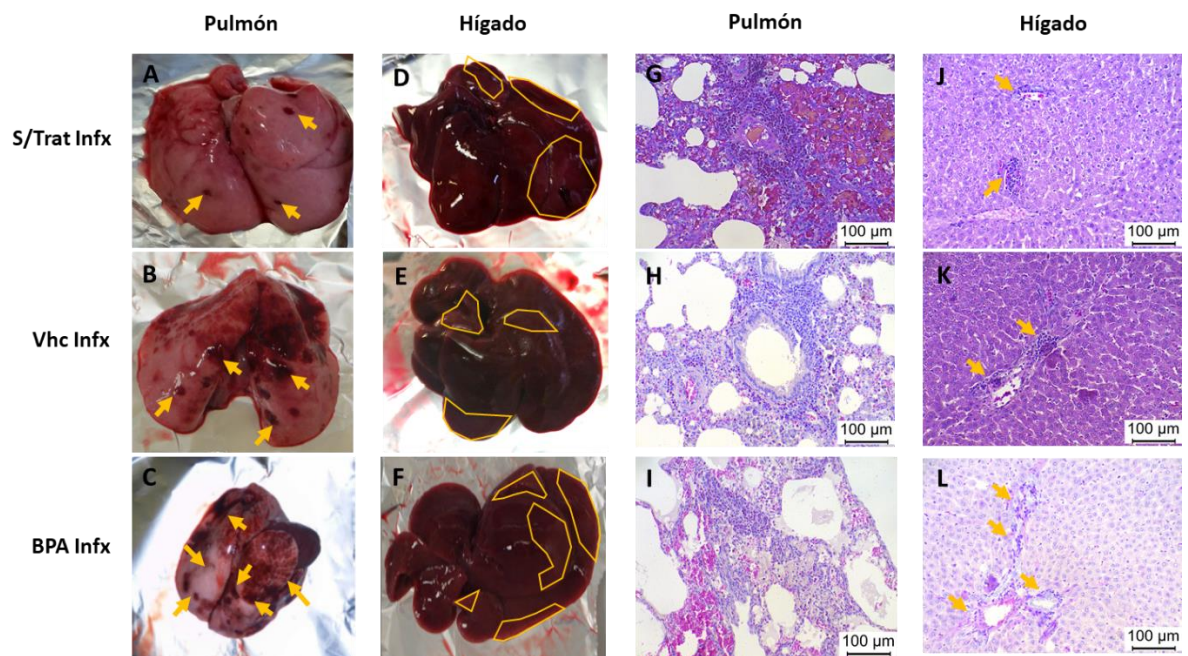 Pulmón Hígado Pulmón Hígado
S/Trat Infx
A D G J
100 µm 100 µm
Vhc Infx
B E H K
100 µm 100 µm
BPA Infx
C F I L
100 µm 100 µm